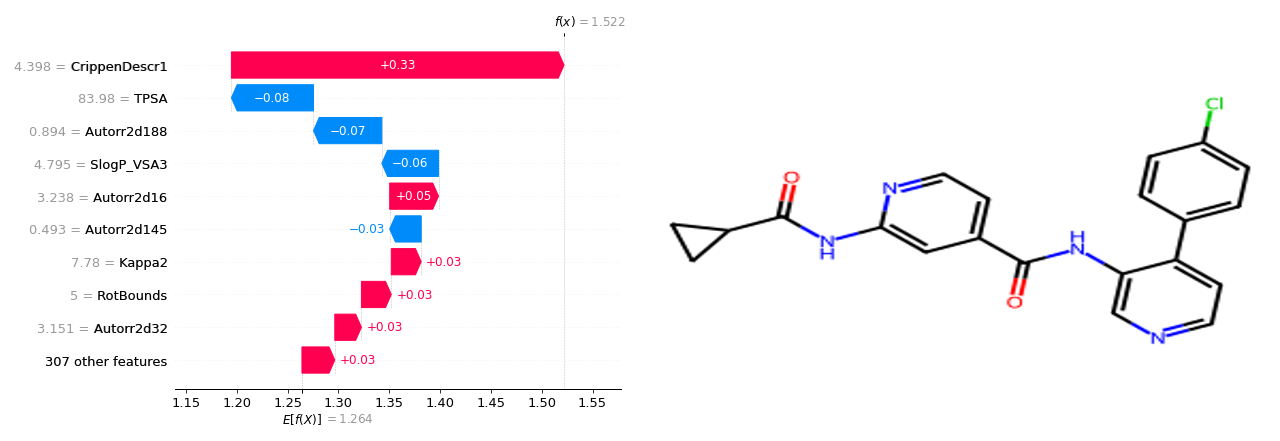 f(x) = 1.522
4.398 = CrippenDescr1
+0.33
83.98 = TPSA
−0.08
0.894 = Autorr2d188
−0.07
4.795 = SlogP_VSA3
−0.06
3.238 = Autorr2d16
+0.05
0.493 = Autorr2d145
−0.03
7.78 = Kappa2
+0.03
5 = RotBounds
+0.03
3.151 = Autorr2d32
+0.03
307 other features
+0.03
1.15 1.20 1.25 1.30 1.35 1.40 1.45 1.50 1.55
E[f(X)] = 1.264
Cl
O
N
H
N
N
H
H
N
O
N